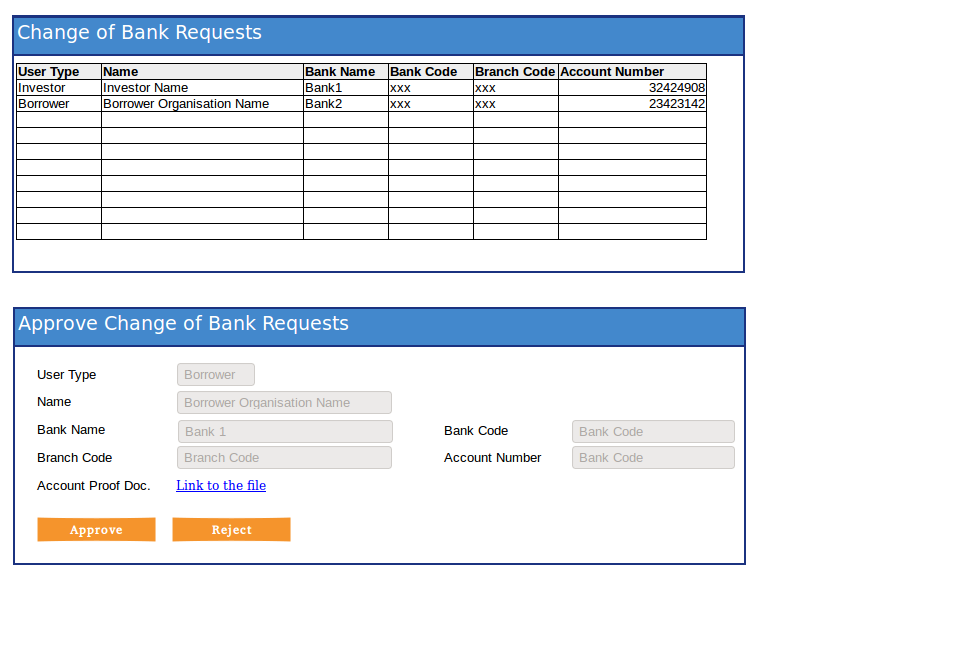 Change of Bank Requests
User Type Name Bank Name Bank Code Branch Code Account Number
Investor Investor Name Bank1 xxx xxx 32424908
Borrower Borrower Organisation Name Bank2 xxx xxx 23423142
Approve Change of Bank Requests
User Type Borrower
Name Borrower Organisation Name
Bank Name Bank 1 Bank Code Bank Code
Branch Code Branch Code Account Number Bank Code
Account Proof Doc. Link to the file
Approve Reject